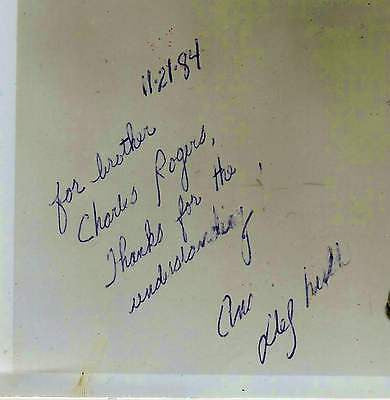 11·21·84
for brother
Charles Rogers,
Thanks for the
understanding!